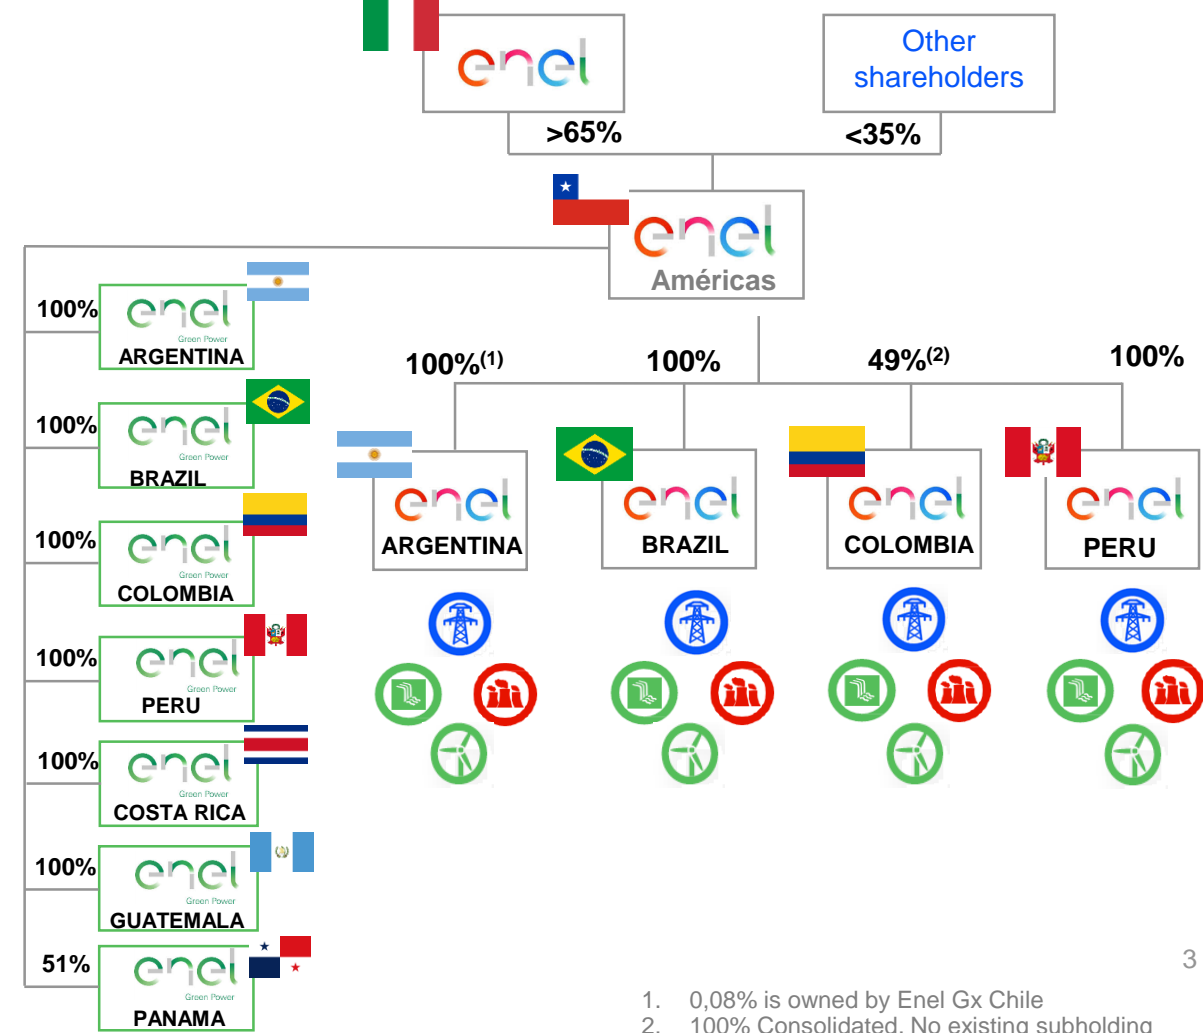 enel
Other
shareholders
>65%
<35%
enel
Américas
100%
enel
Green Power
ARGENTINA
100%
enel
Green Power
BRAZIL
100%
enel
Green Power
COLOMBIA
100%
enel
Green Power
PERU
100%
enel
Green Power
COSTA RICA
100%
enel
Green Power
GUATEMALA
51%
enel
Green Power
PANAMA
100%(1)
100%
49%(2)
100%
enel
ARGENTINA
enel
BRAZIL
enel
COLOMBIA
enel
PERU
3
1. 0,08% is owned by Enel Gx Chile
2. 100% Consolidated. No existing subholding